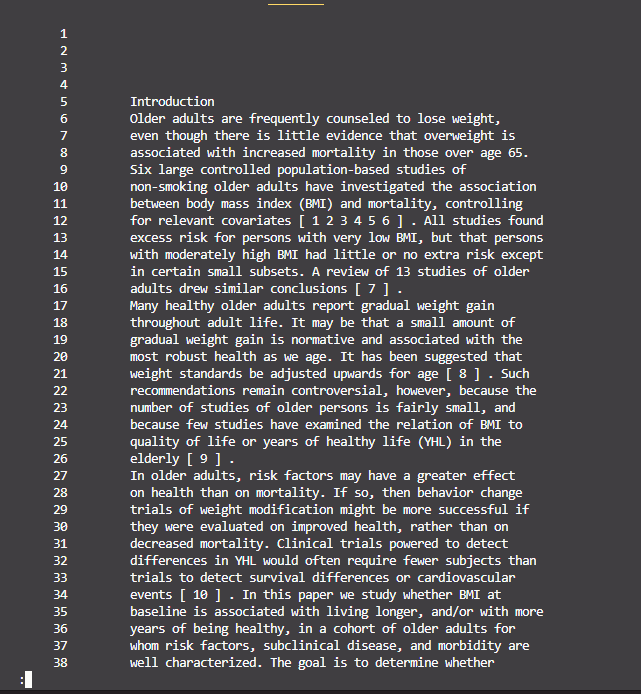 1
2
3
4
5 Introduction
6 Older adults are frequently counseled to lose weight,
7 even though there is little evidence that overweight is
8 associated with increased mortality in those over age 65.
9 Six large controlled population-based studies of
10 non-smoking older adults have investigated the association
11 between body mass index (BMI) and mortality, controlling
12 for relevant covariates [ 1 2 3 4 5 6 ] . All studies found
13 excess risk for persons with very low BMI, but that persons
14 with moderately high BMI had little or no extra risk except
15 in certain small subsets. A review of 13 studies of older
16 adults drew similar conclusions [ 7 ] .
17 Many healthy older adults report gradual weight gain
18 throughout adult life. It may be that a small amount of
19 gradual weight gain is normative and associated with the
20 most robust health as we age. It has been suggested that
21 weight standards be adjusted upwards for age [ 8 ] . Such
22 recommendations remain controversial, however, because the
23 number of studies of older persons is fairly small, and
24 because few studies have examined the relation of BMI to
25 quality of life or years of healthy life (YHL) in the
26 elderly [ 9 ] .
27 In older adults, risk factors may have a greater effect
28 on health than on mortality. If so, then behavior change
29 trials of weight modification might be more successful if
30 they were evaluated on improved health, rather than on
31 decreased mortality. Clinical trials powered to detect
32 differences in YHL would often require fewer subjects than
33 trials to detect survival differences or cardiovascular
34 events [ 10 ] . In this paper we study whether BMI at
35 baseline is associated with living longer, and/or with more
36 years of being healthy, in a cohort of older adults for
37 whom risk factors, subclinical disease, and morbidity are
38 well characterized. The goal is to determine whether
: